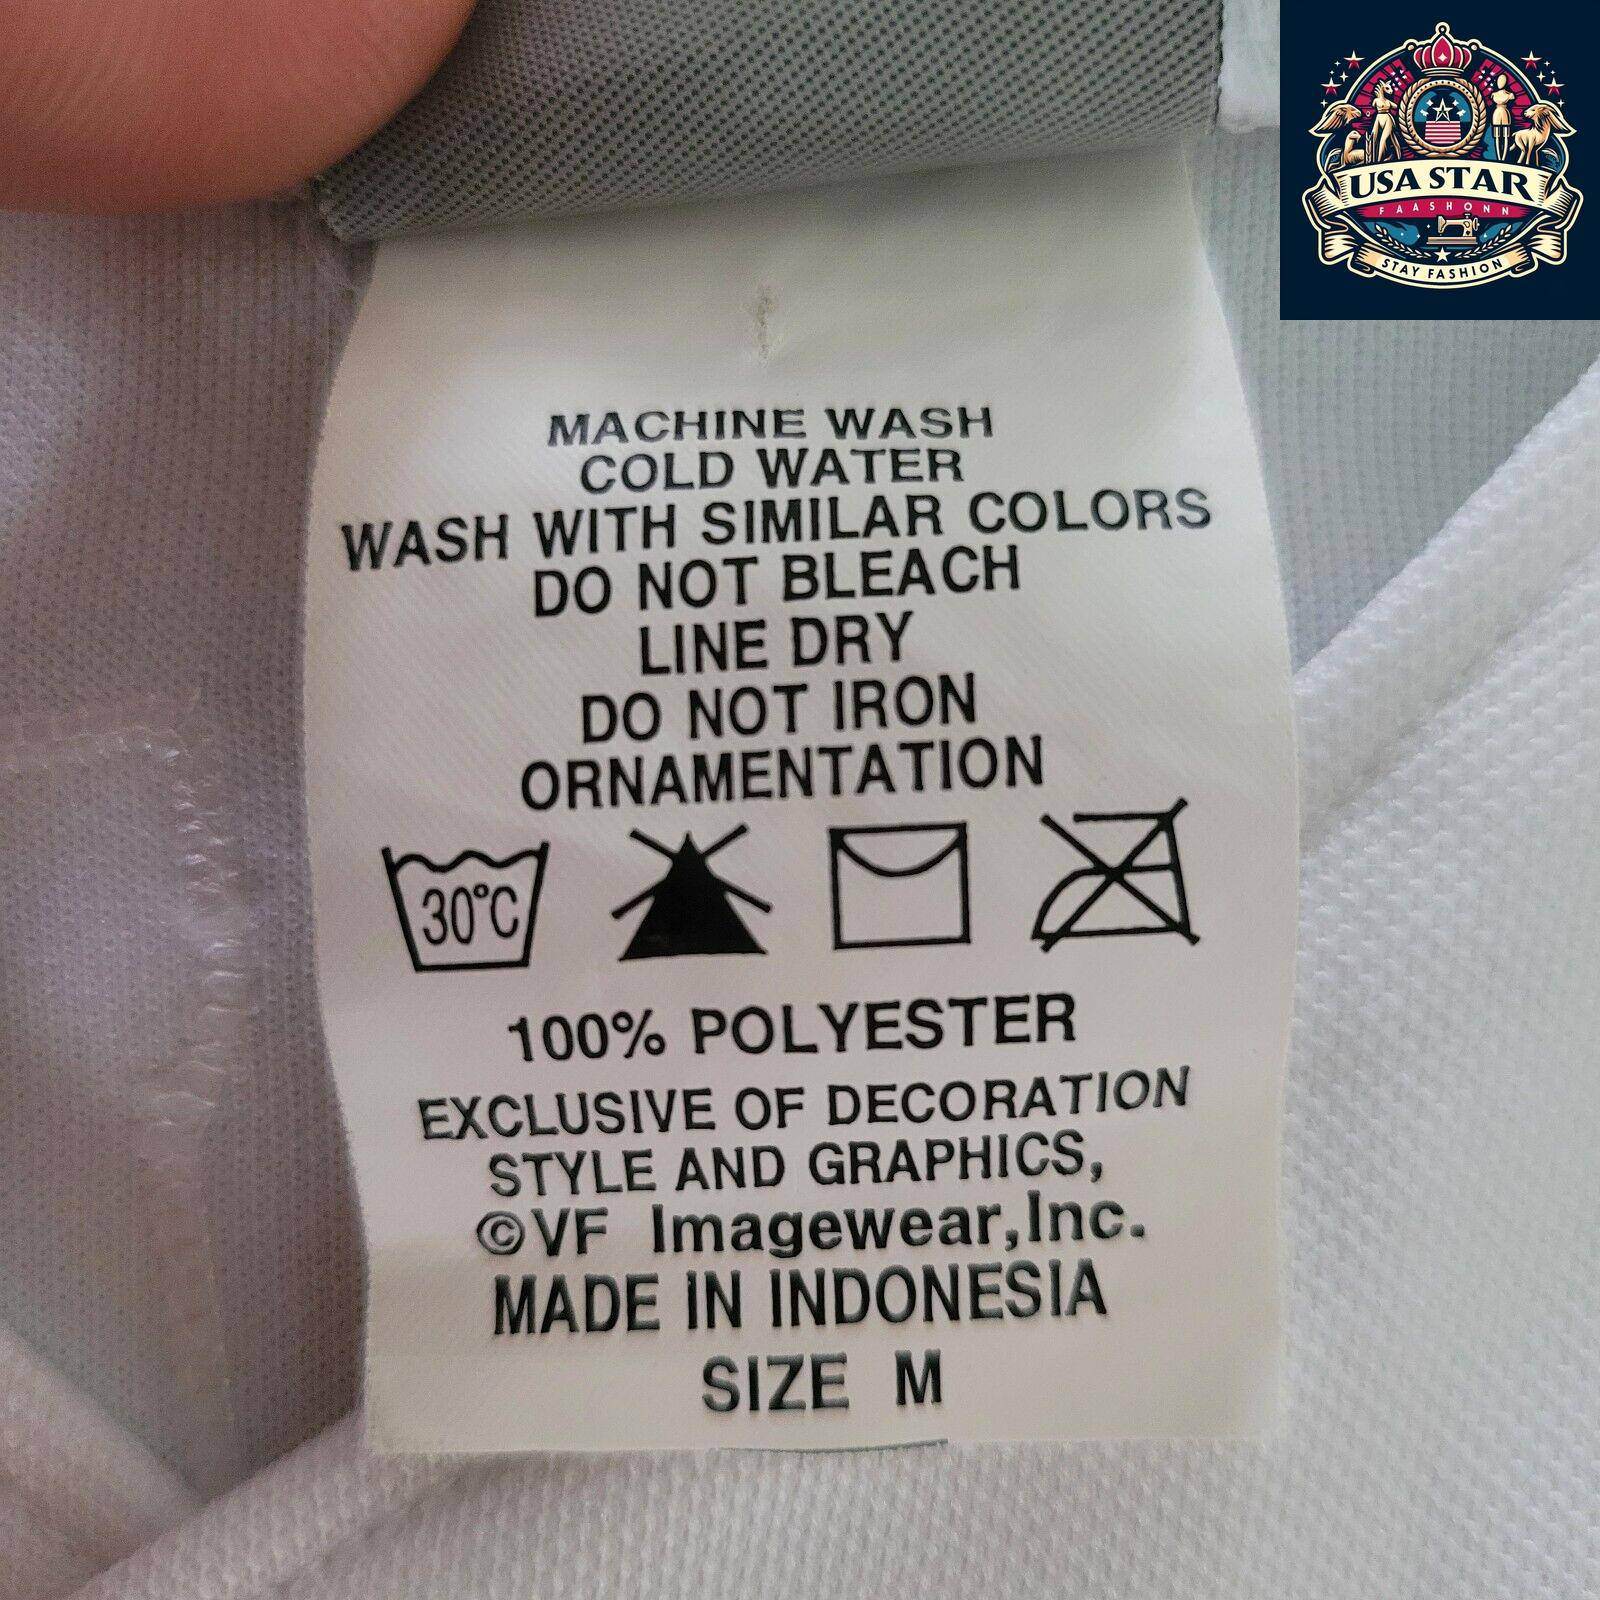 USA STAR
FAASHONN
STAY FASHION
MACHINE WASH
COLD WATER
WASH WITH SIMILAR COLORS
DO NOT BLEACH
LINE DRY
DO NOT IRON
ORNAMENTATION
30°C
100% POLYESTER
EXCLUSIVE OF DECORATION
STYLE AND GRAPHICS,
©VF Imagewear,Inc.
MADE IN INDONESIA
SIZE M